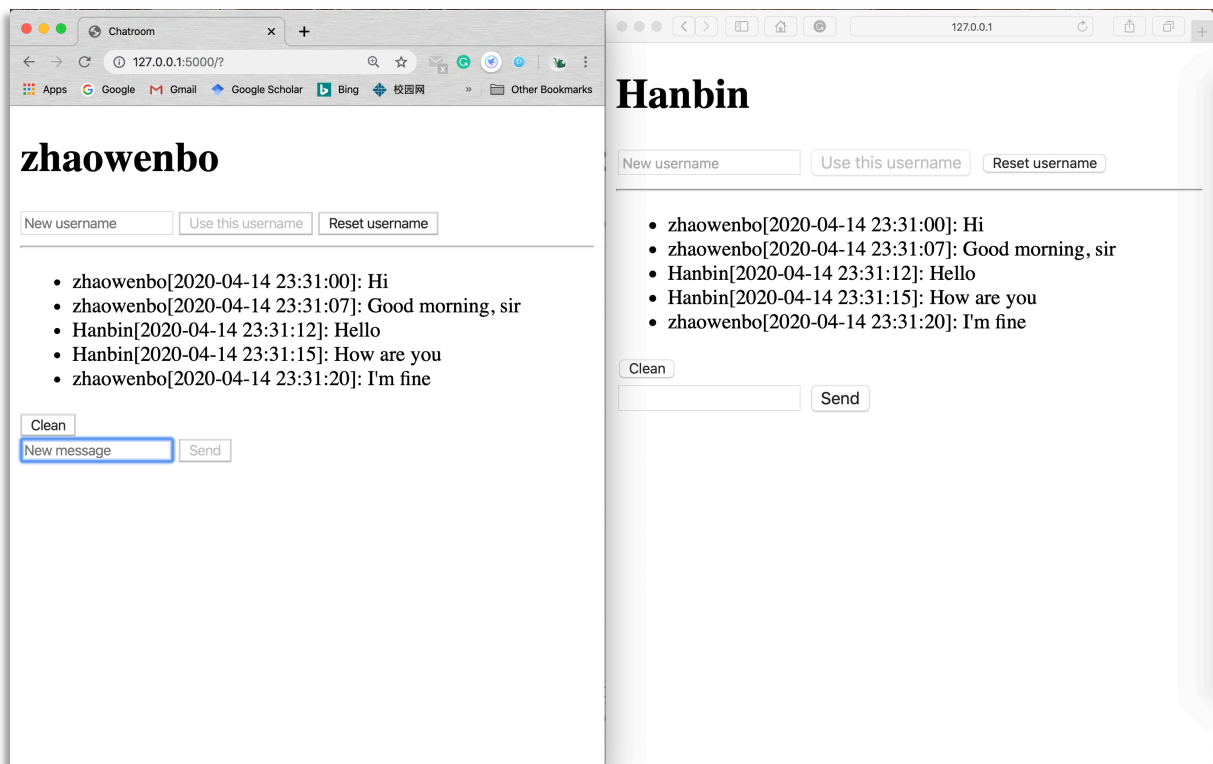 Chatroom
127.0.0.1:5000/?
Apps Google Gmail Google Scholar Bing 校园网 » Other Bookmarks
zhaowenbo
New username Use this username Reset username
zhaowenbo[2020-04-14 23:31:00]: Hi
zhaowenbo[2020-04-14 23:31:07]: Good morning, sir
Hanbin[2020-04-14 23:31:12]: Hello
Hanbin[2020-04-14 23:31:15]: How are you
zhaowenbo[2020-04-14 23:31:20]: I'm fine
Clean
New message Send
127.0.0.1
Hanbin
New username Use this username Reset username
zhaowenbo[2020-04-14 23:31:00]: Hi
zhaowenbo[2020-04-14 23:31:07]: Good morning, sir
Hanbin[2020-04-14 23:31:12]: Hello
Hanbin[2020-04-14 23:31:15]: How are you
zhaowenbo[2020-04-14 23:31:20]: I'm fine
Clean
Send